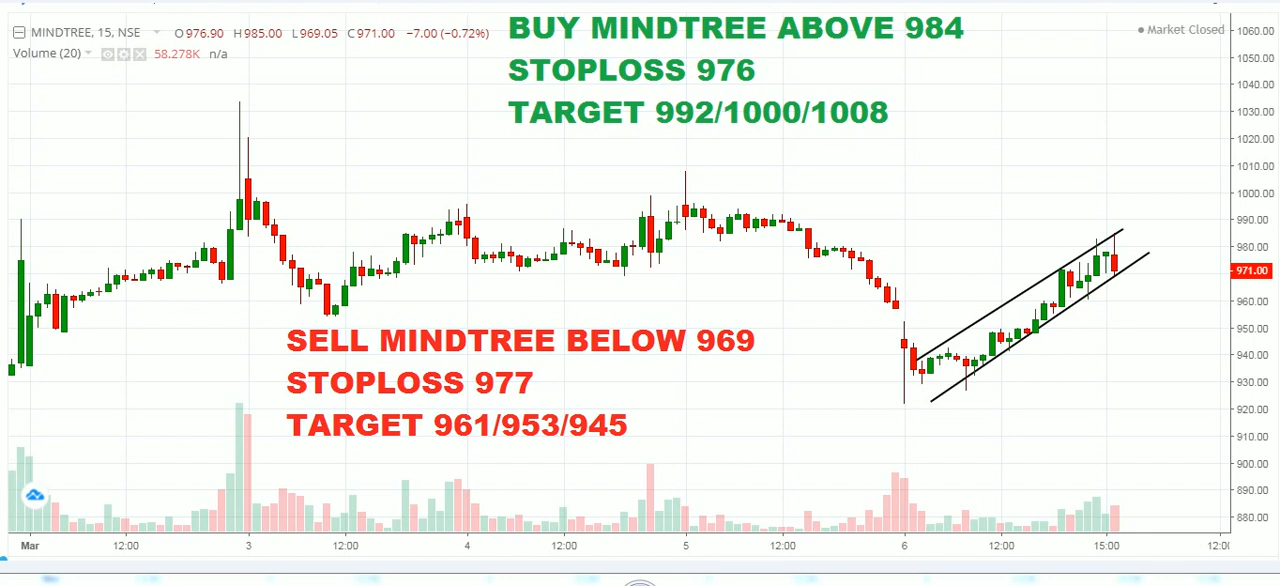 MINDTREE, 15, NSE
O976.90 H985.00 L969.05 C971.00 −7.00 (−0.72%)
Volume (20)
58.278K n/a
BUY MINDTREE ABOVE 984
STOPLOSS 976
TARGET 992/1000/1008
Market Closed
SELL MINDTREE BELOW 969
STOPLOSS 977
TARGET 961/953/945
1060.00
1050.00
1040.00
1030.00
1020.00
1010.00
1000.00
990.00
980.00
971.00
960.00
950.00
940.00
930.00
920.00
910.00
900.00
890.00
880.00
Mar 12:00 3 12:00 4 12:00 5 12:00 6 12:00 15:00 12:00